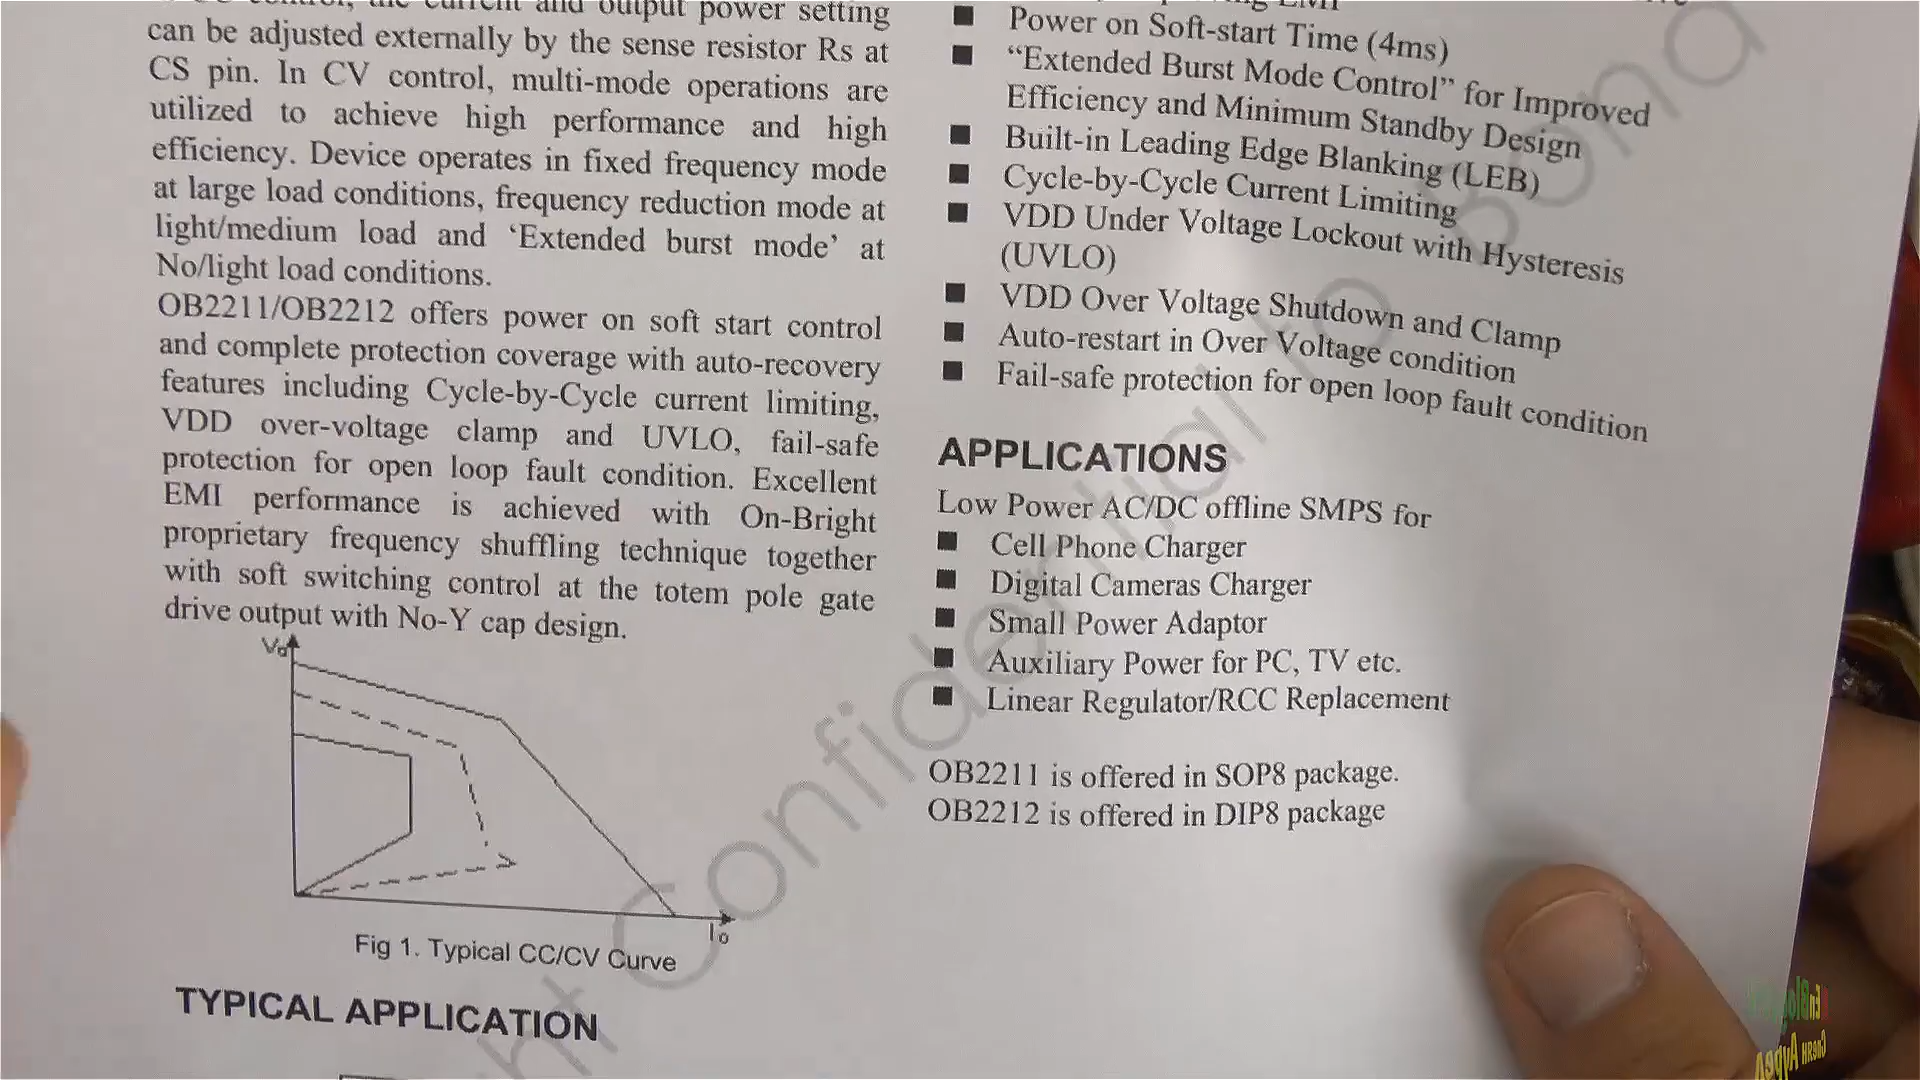 current and output power setting
can be adjusted externally by the sense resistor Rs at
CS pin. In CV control, multi-mode operations are
utilized to achieve high performance and high
efficiency. Device operates in fixed frequency mode
at large load conditions, frequency reduction mode at
light/medium load and ‘Extended burst mode’ at
No/light load conditions.
OB2211/OB2212 offers power on soft start control
and complete protection coverage with auto-recovery
features including Cycle-by-Cycle current limiting,
VDD over-voltage clamp and UVLO, fail-safe
protection for open loop fault condition. Excellent
EMI performance is achieved with On-Bright
proprietary frequency shuffling technique together
with soft switching control at the totem pole gate
drive output with No-Y cap design.
Vo
Io
Fig 1. Typical CC/CV Curve
TYPICAL APPLICATION
EMI
■ Power on Soft-start Time (4ms)
■ “Extended Burst Mode Control” for Improved
Efficiency and Minimum Standby Design
■ Built-in Leading Edge Blanking (LEB)
■ Cycle-by-Cycle Current Limiting
■ VDD Under Voltage Lockout with Hysteresis
(UVLO)
■ VDD Over Voltage Shutdown and Clamp
■ Auto-restart in Over Voltage condition
■ Fail-safe protection for open loop fault condition
APPLICATIONS
Low Power AC/DC offline SMPS for
■ Cell Phone Charger
■ Digital Cameras Charger
■ Small Power Adaptor
■ Auxiliary Power for PC, TV etc.
■ Linear Regulator/RCC Replacement
OB2211 is offered in SOP8 package.
OB2212 is offered in DIP8 package
Confidential to Bona